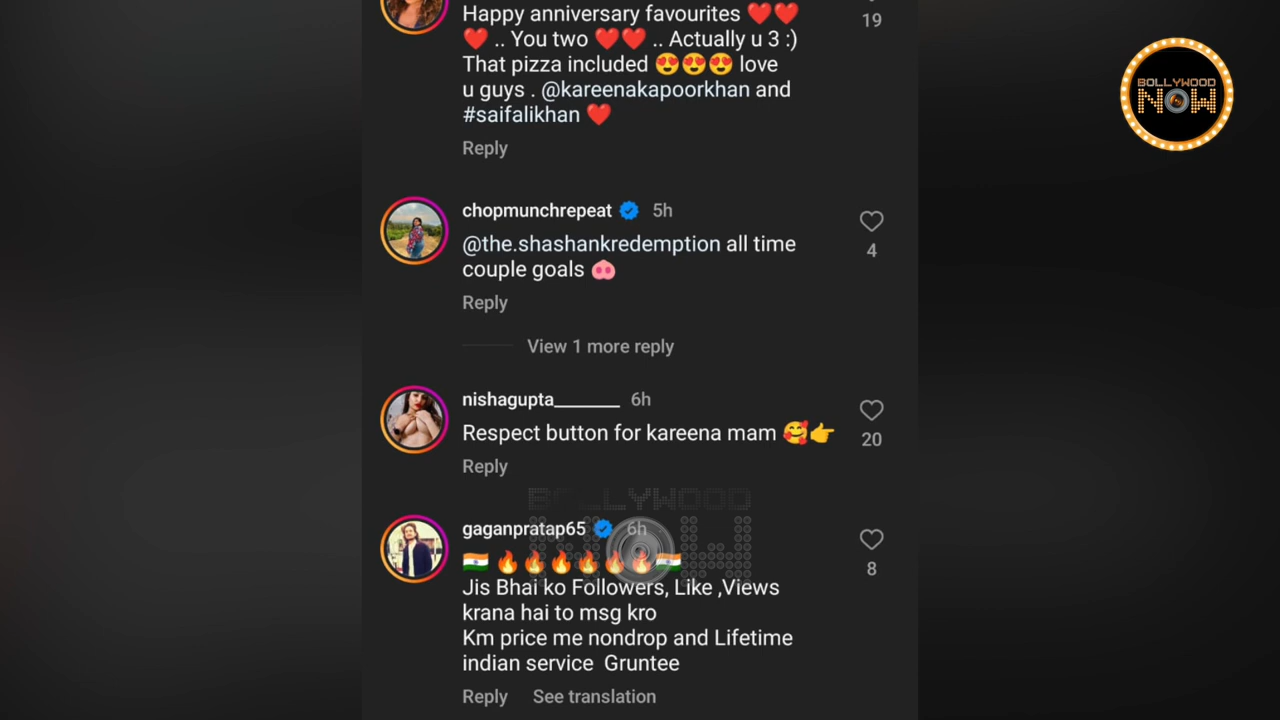 Happy anniversary favourites ❤️❤️
❤️ .. You two ❤️❤️ .. Actually u 3 :)
That pizza included 😍😍😍 love
u guys . @kareenakapoorkhan and
#saifalikhan ❤️
19
Reply
BOLLYWOOD
NOW
chopmunchrepeat 5h
@the.shashankredemption all time
couple goals 🐽
4
Reply
View 1 more reply
nishagupta________ 6h
Respect button for kareena mam 🥰👉
20
Reply
BOLLYWOOD
NOW
gaganpratap65 6h
🇮🇳 🔥🔥🔥🔥🔥🔥🇮🇳
Jis Bhai ko Followers, Like ,Views
krana hai to msg kro
Km price me nondrop and Lifetime
indian service  Gruntee
8
Reply See translation